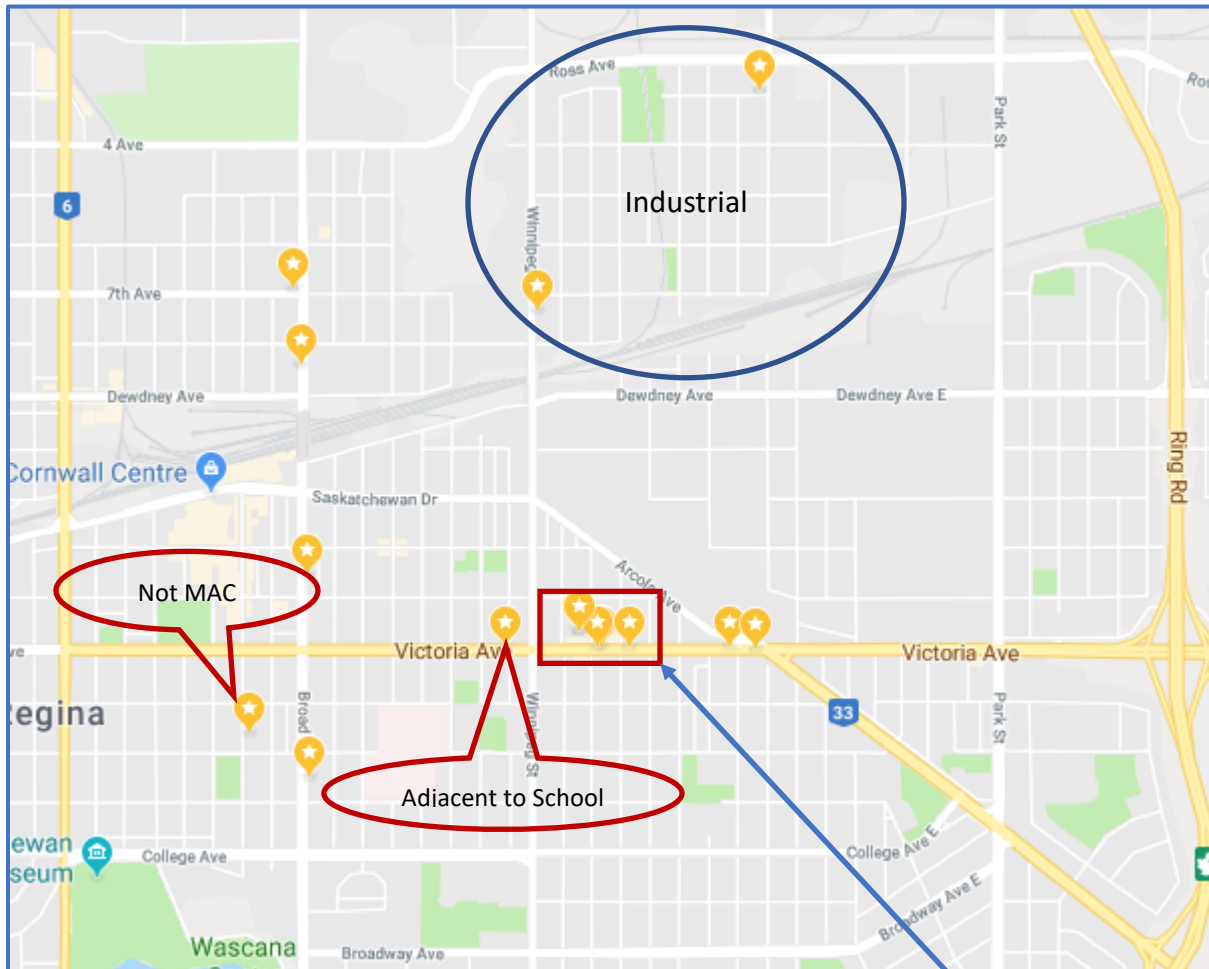 Ross Ave
Ro
Park St
4 Ave
6
Industrial
Winnipeg
7th Ave
Dewdney Ave
Dewdney Ave
Dewdney Ave E
Ring Rd
Cornwall Centre
Saskatchewan Dr
Arcola Ave
Not MAC
ve
Victoria Av
Victoria Ave
egina
Broad
Winnipeg St
33
Park St
Adjacent to School
ewan
seum
College Ave
College Ave E
Broadway Ave E
Wascana
Broadway Ave